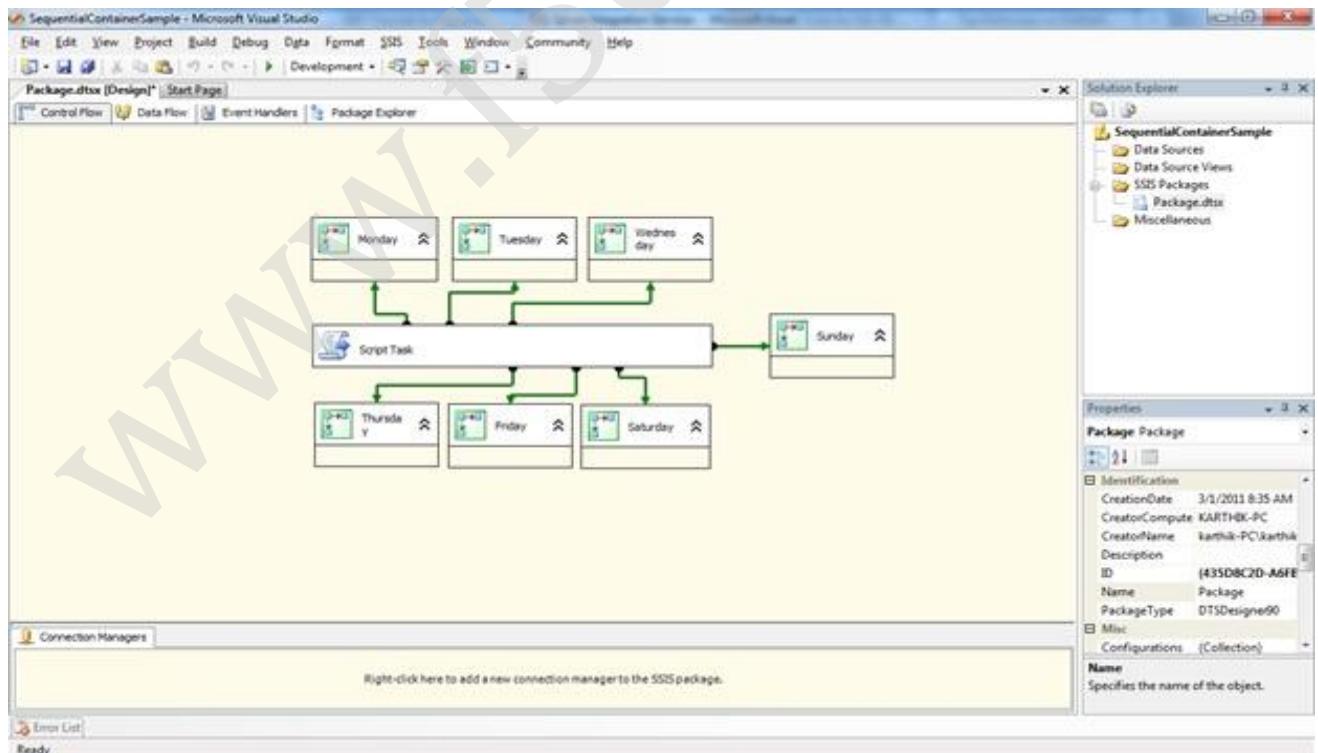 SequentialContainerSample - Microsoft Visual Studio
File Edit View Project Build Debug Data Format SSIS Tools Window Community Help
Development
Package.dtsx [Design]* Start Page
Control Flow Data Flow Event Handlers Package Explorer
Monday
Tuesday
Wednes
day
Script Task
Sunday
Thursda
y
Friday
Saturday
Connection Managers
Right-click here to add a new connection manager to the SSIS package.
Error List
Ready
Solution Explorer
SequentialContainerSample
Data Sources
Data Source Views
SSIS Packages
Package.dtsx
Miscellaneous
Properties
Package Package
Identification
CreationDate 3/1/2011 8:35 AM
CreatorCompute KARTHIK-PC
CreatorName karthik-PC\karthik
Description
ID {435D8C2D-A6FE
Name Package
PackageType DTSDesigner90
Misc
Configurations (Collection)
Name
Specifies the name of the object.